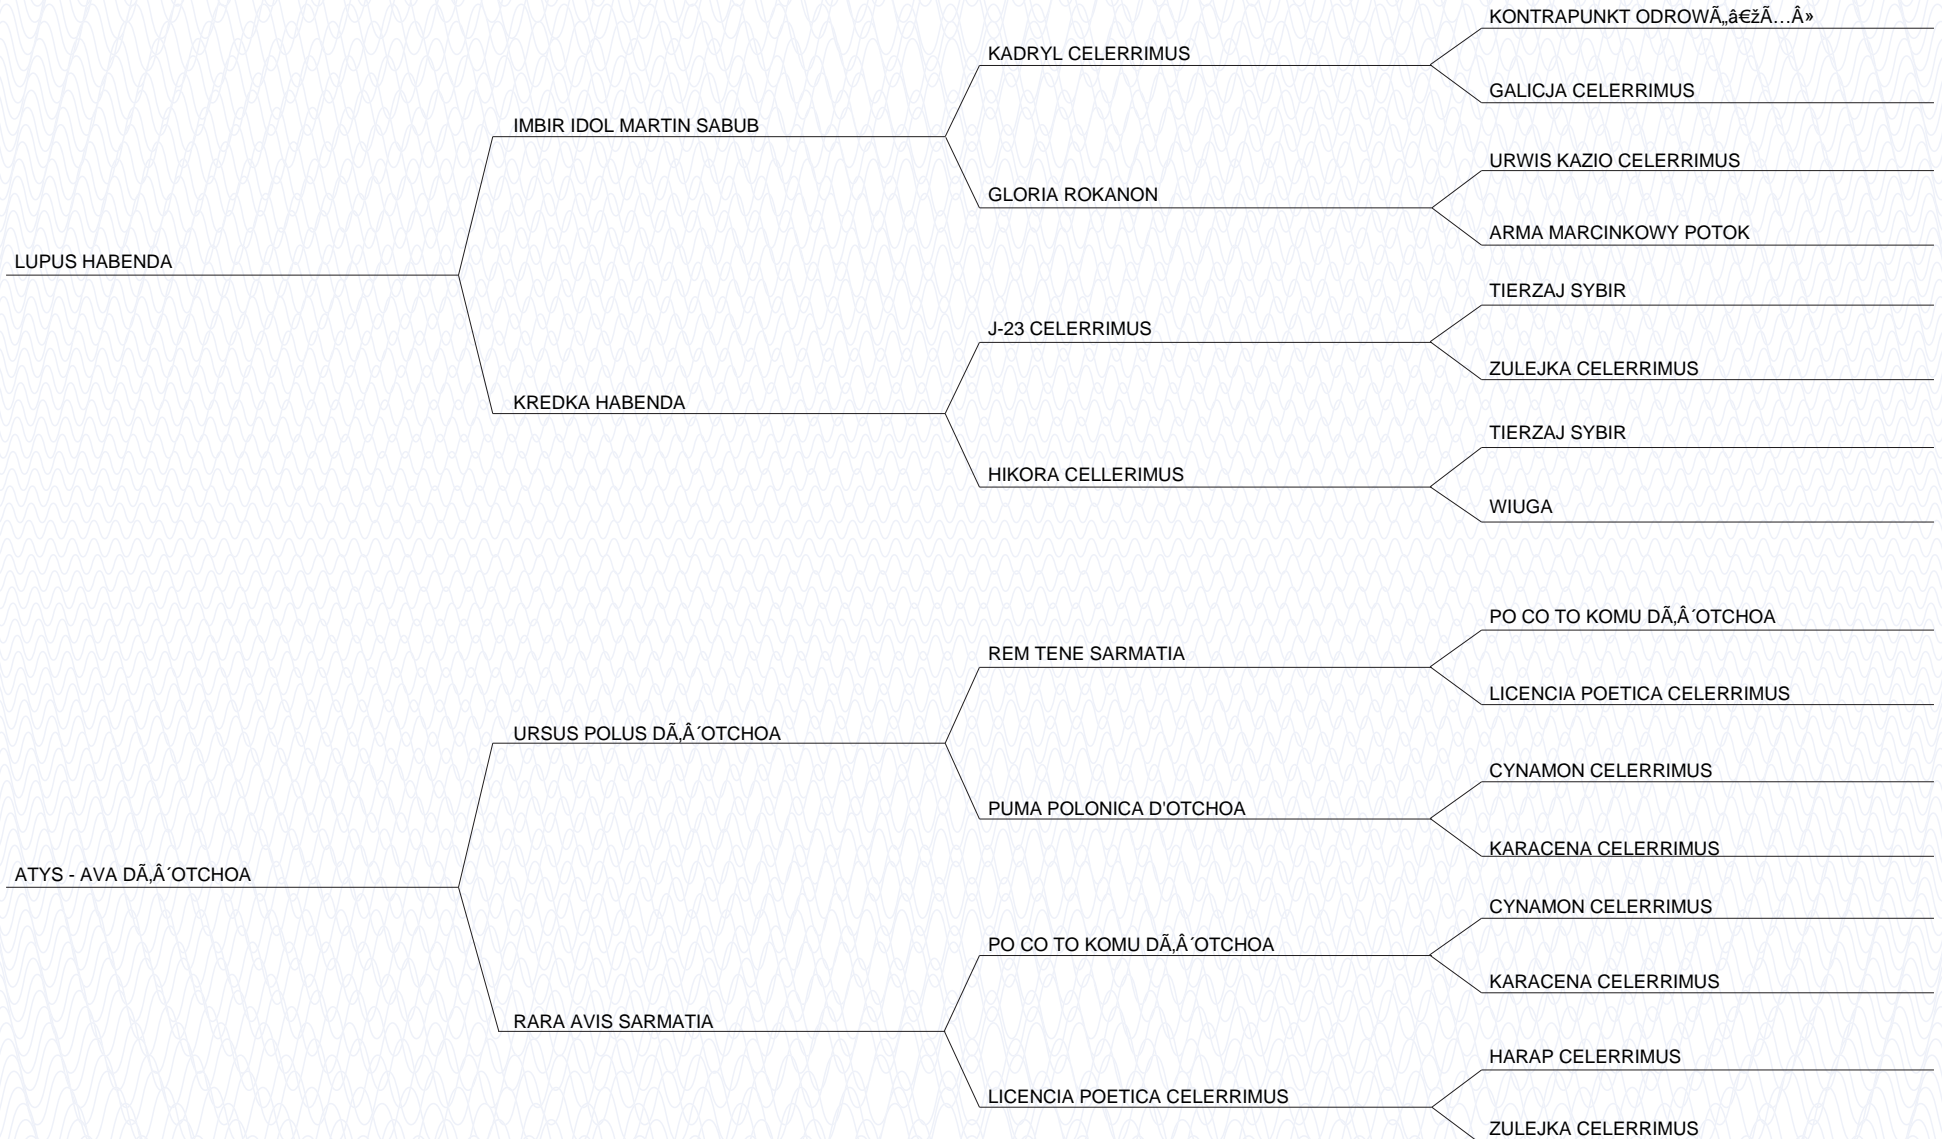 KONTRAPUNKT ODROWÃ„â€žÃ…Â»
KADRYL CELERRIMUS
GALICJA CELERRIMUS
IMBIR IDOL MARTIN SABUB
URWIS KAZIO CELERRIMUS
GLORIA ROKANON
ARMA MARCINKOWY POTOK
LUPUS HABENDA
TIERZAJ SYBIR
J-23 CELERRIMUS
ZULEJKA CELERRIMUS
KREDKA HABENDA
TIERZAJ SYBIR
HIKORA CELLERIMUS
WIUGA
PO CO TO KOMU DÃ‚Â´OTCHOA
REM TENE SARMATIA
LICENCIA POETICA CELERRIMUS
URSUS POLUS DÃ‚Â´OTCHOA
CYNAMON CELERRIMUS
PUMA POLONICA D'OTCHOA
KARACENA CELERRIMUS
ATYS - AVA DÃ‚Â´OTCHOA
CYNAMON CELERRIMUS
PO CO TO KOMU DÃ‚Â´OTCHOA
KARACENA CELERRIMUS
RARA AVIS SARMATIA
HARAP CELERRIMUS
LICENCIA POETICA CELERRIMUS
ZULEJKA CELERRIMUS